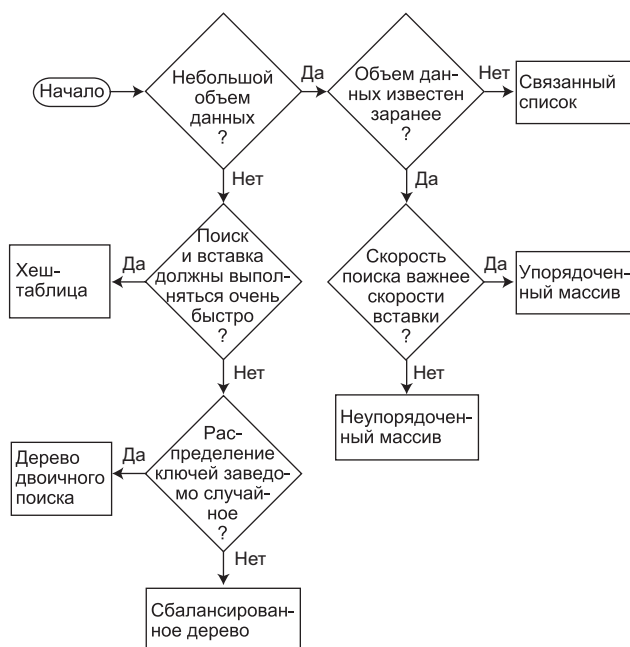 Начало
Небольшой
объем
данных
?
Да
Объем дан-
ных известен
заранее
?
Нет
Связанный
список
Нет
Да
Хеш-
таблица
Да
Поиск
и вставка
должны выпол-
няться очень
быстро
?
Скорость
поиска важнее
скорости
вставки
?
Да
Упорядочен-
ный массив
Нет
Нет
Неупорядочен-
ный массив
Дерево
двоичного
поиска
Да
Рас-
пределение
ключей заведо-
мо случай-
ное
?
Нет
Сбалансирован-
ное дерево